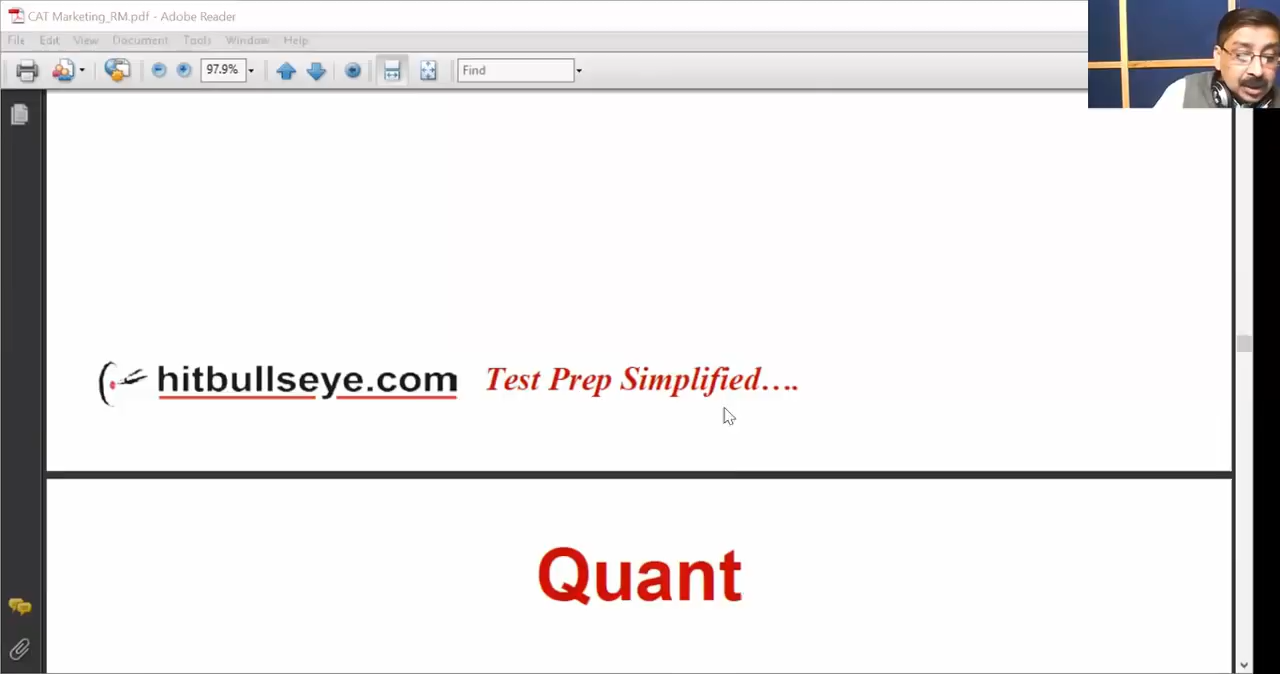 CAT Marketing_RM.pdf - Adobe Reader
File Edit View Document Tools Window Help
97.9% Find
hitbullseye.com Test Prep Simplified....
Quant